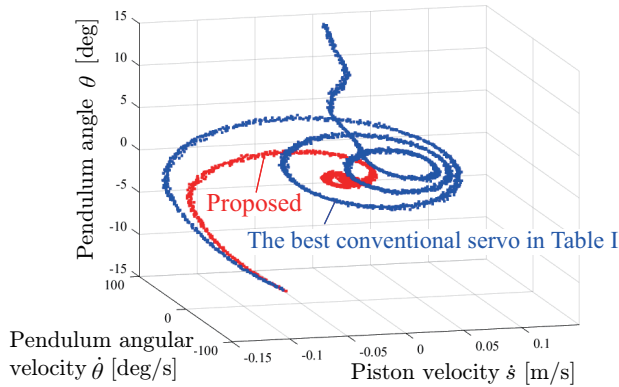 15
10
5
0
-5
-10
-15
Pendulum angle θ [deg]
Proposed
The best conventional servo in Table I
100
0
-100
Pendulum angular
velocity θ̇ [deg/s]
-0.15
-0.1
-0.05
0
0.05
0.1
Piston velocity ṡ [m/s]